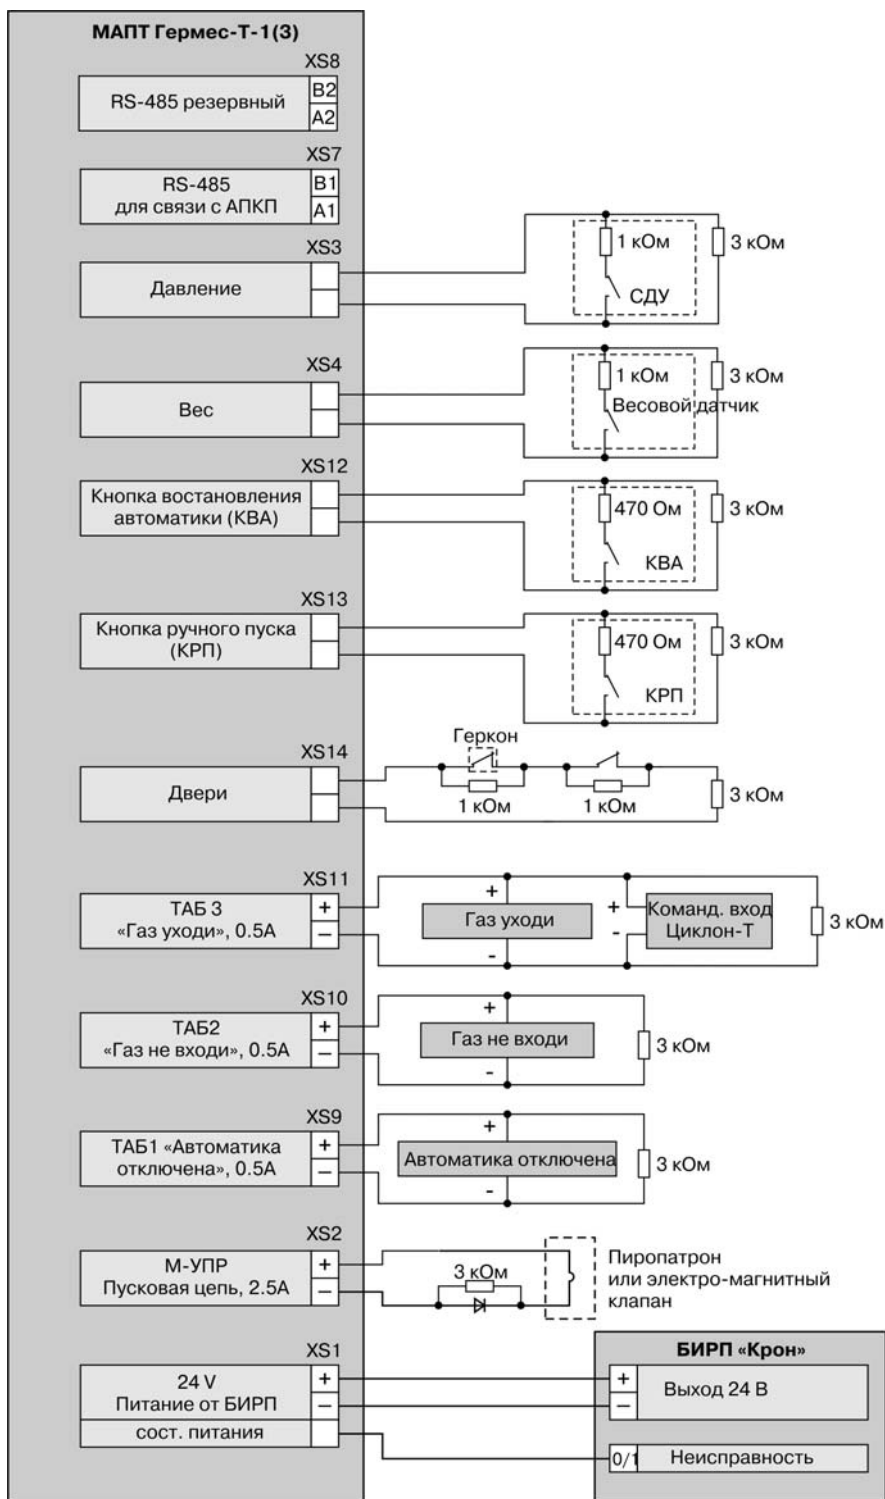 МАПТ Гермес-Т-1(3)
XS8
RS-485 резервный
B2
A2
XS7
RS-485
для связи с АПКП
B1
A1
XS3
Давление
1 кОм
3 кОм
СДУ
XS4
Вес
1 кОм
3 кОм
Весовой датчик
XS12
Кнопка востановления
автоматики (КВА)
470 Ом
3 кОм
КВА
XS13
Кнопка ручного пуска
(КРП)
470 Ом
3 кОм
КРП
XS14
Двери
Геркон
1 кОм
1 кОм
3 кОм
XS11
ТАБ 3
«Газ уходи», 0.5А
+
–
+
Газ уходи
-
+
-
Команд. вход
Циклон-Т
3 кОм
XS10
ТАБ2
«Газ не входи», 0.5А
+
–
+
Газ не входи
-
3 кОм
XS9
ТАБ1 «Автоматика
отключена», 0.5А
+
–
+
Автоматика отключена
-
3 кОм
XS2
М-УПР
Пусковая цепь, 2.5А
+
–
3 кОм
Пиропатрон
или электро-магнитный
клапан
XS1
24 V
Питание от БИРП
+
–
сост. питания
БИРП «Крон»
+
–
Выход 24 В
0/1
Неисправность